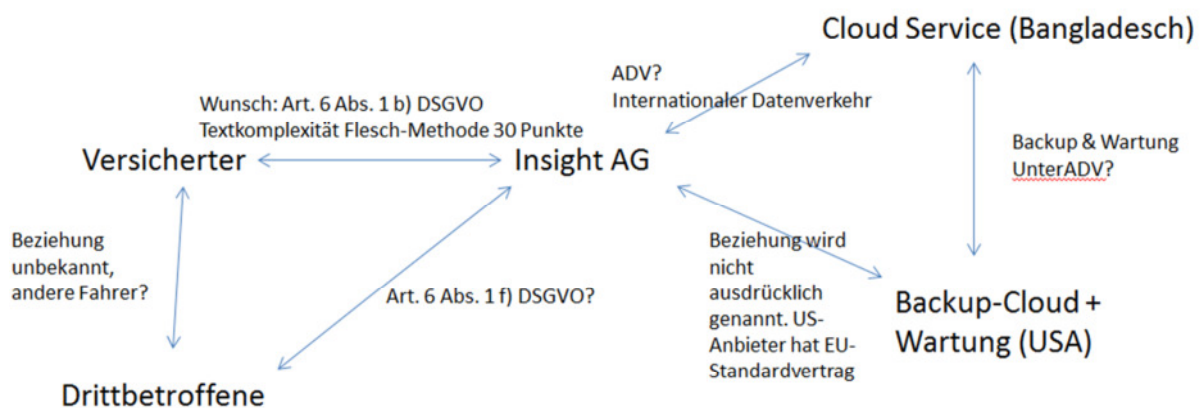 Cloud Service (Bangladesch)
ADV?
Internationaler Datenverkehr
Wunsch: Art. 6 Abs. 1 b) DSGVO
Textkomplexität Flesch-Methode 30 Punkte
Versicherter
Insight AG
Backup & Wartung
UnterADV?
Beziehung
unbekannt,
andere Fahrer?
Art. 6 Abs. 1 f) DSGVO?
Beziehung wird
nicht
ausdrücklich
genannt. US-
Anbieter hat EU-
Standardvertrag
Backup-Cloud +
Wartung (USA)
Drittbetroffene